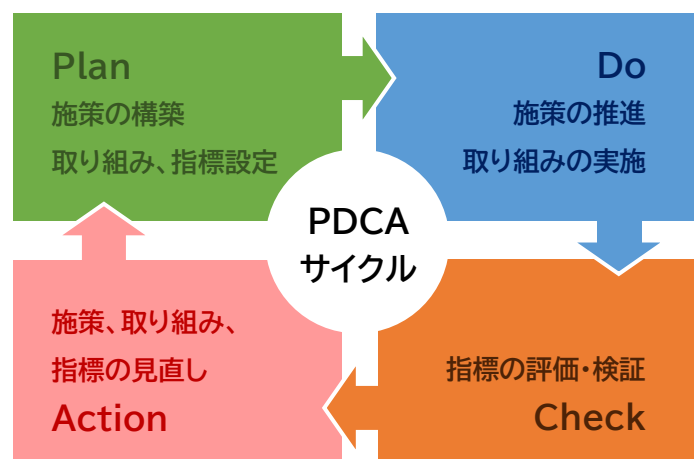 Plan
施策の構築
取り組み、指標設定
Do
施策の推進
取り組みの実施
PDCA
サイクル
施策、取り組み、
指標の見直し
Action
指標の評価・検証
Check